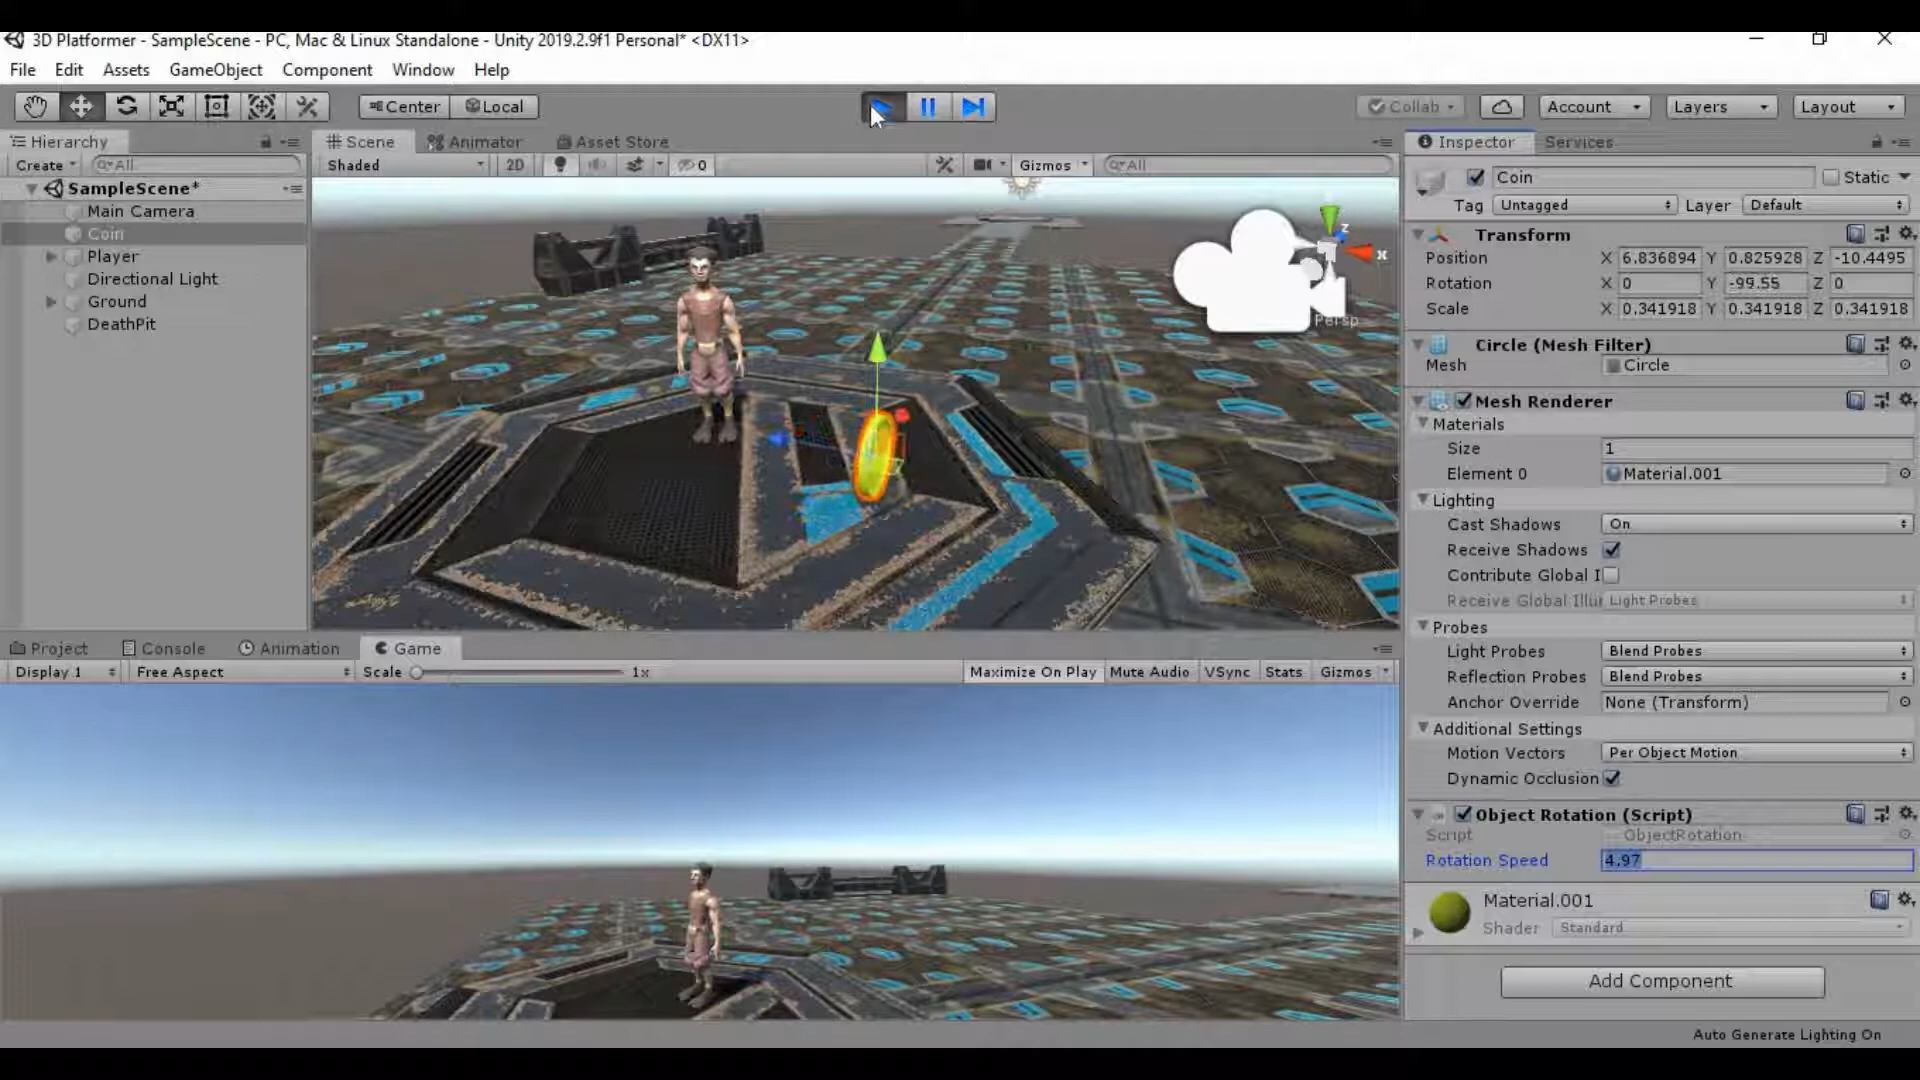 3D Platformer - SampleScene - PC, Mac & Linux Standalone - Unity 2019.2.9f1 Personal* <DX11>
File Edit Assets GameObject Component Window Help
Center Local Collab Account Layers Layout
Hierarchy Scene Animator Asset Store Inspector Services
Create All Shaded 2D 0 Gizmos All
SampleScene* Coin Static
Main Camera Tag Untagged Layer Default
Coin Transform
Player Position X 6.836894 Y 0.825928 Z -10.4495
Directional Light Rotation X 0 Y -99.55 Z 0
Ground Scale X 0.341918 Y 0.341918 Z 0.341918
DeathPit
z
x
Persp
Circle (Mesh Filter)
Mesh Circle
Mesh Renderer
Materials
Size 1
Element 0 Material.001
Lighting
Cast Shadows On
Receive Shadows
Contribute Global I
Receive Global Illu Light Probes
Probes
Project Console Animation Game Light Probes Blend Probes
Display 1 Free Aspect Scale 1x Maximize On Play Mute Audio VSync Stats Gizmos Reflection Probes Blend Probes
Anchor Override None (Transform)
Additional Settings
Motion Vectors Per Object Motion
Dynamic Occlusion
Object Rotation (Script)
Script ObjectRotation
Rotation Speed 4.97
Material.001
Shader Standard
Add Component
Auto Generate Lighting On